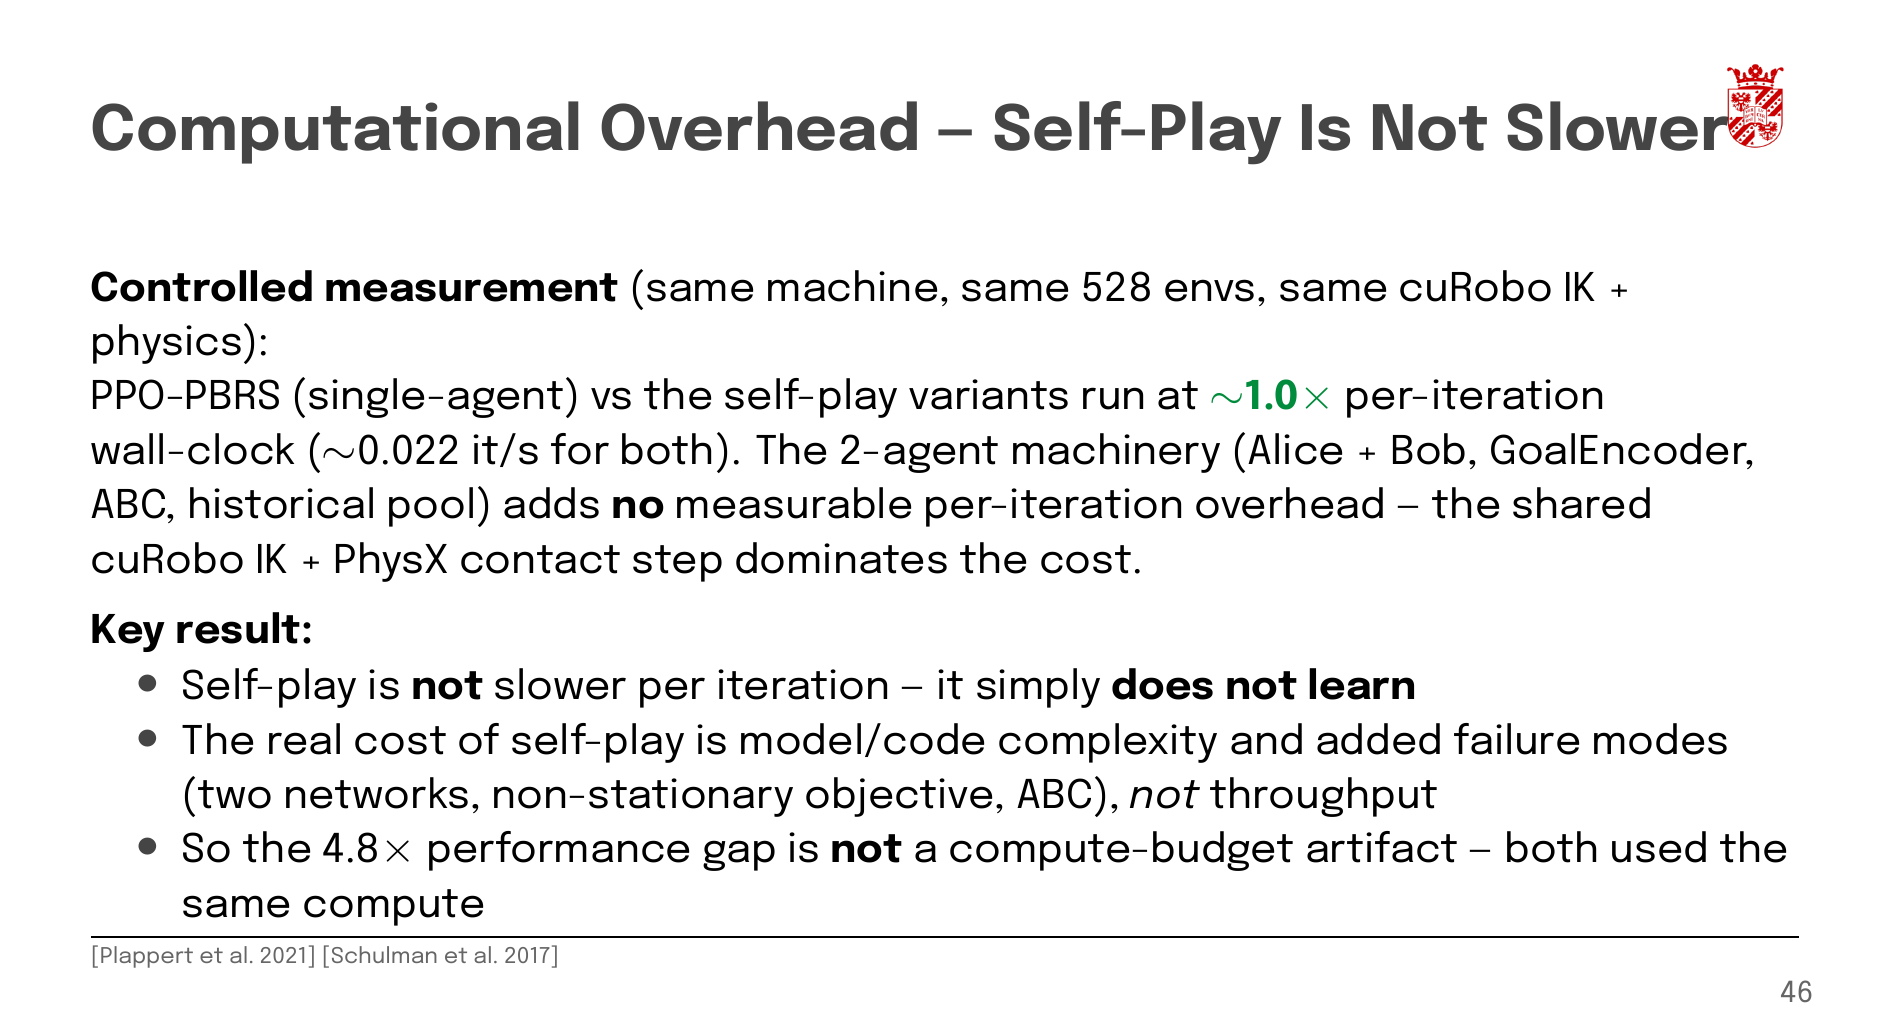 Computational Overhead – Self-Play Is Not Slower
Controlled measurement (same machine, same 528 envs, same cuRobo IK +
physics):
PPO-PBRS (single-agent) vs the self-play variants run at ~1.0× per-iteration
wall-clock (~0.022 it/s for both). The 2-agent machinery (Alice + Bob, GoalEncoder,
ABC, historical pool) adds no measurable per-iteration overhead – the shared
cuRobo IK + PhysX contact step dominates the cost.
Key result:
● Self-play is not slower per iteration – it simply does not learn
● The real cost of self-play is model/code complexity and added failure modes
(two networks, non-stationary objective, ABC), not throughput
● So the 4.8× performance gap is not a compute-budget artifact – both used the
same compute
[Plappert et al. 2021] [Schulman et al. 2017]
46